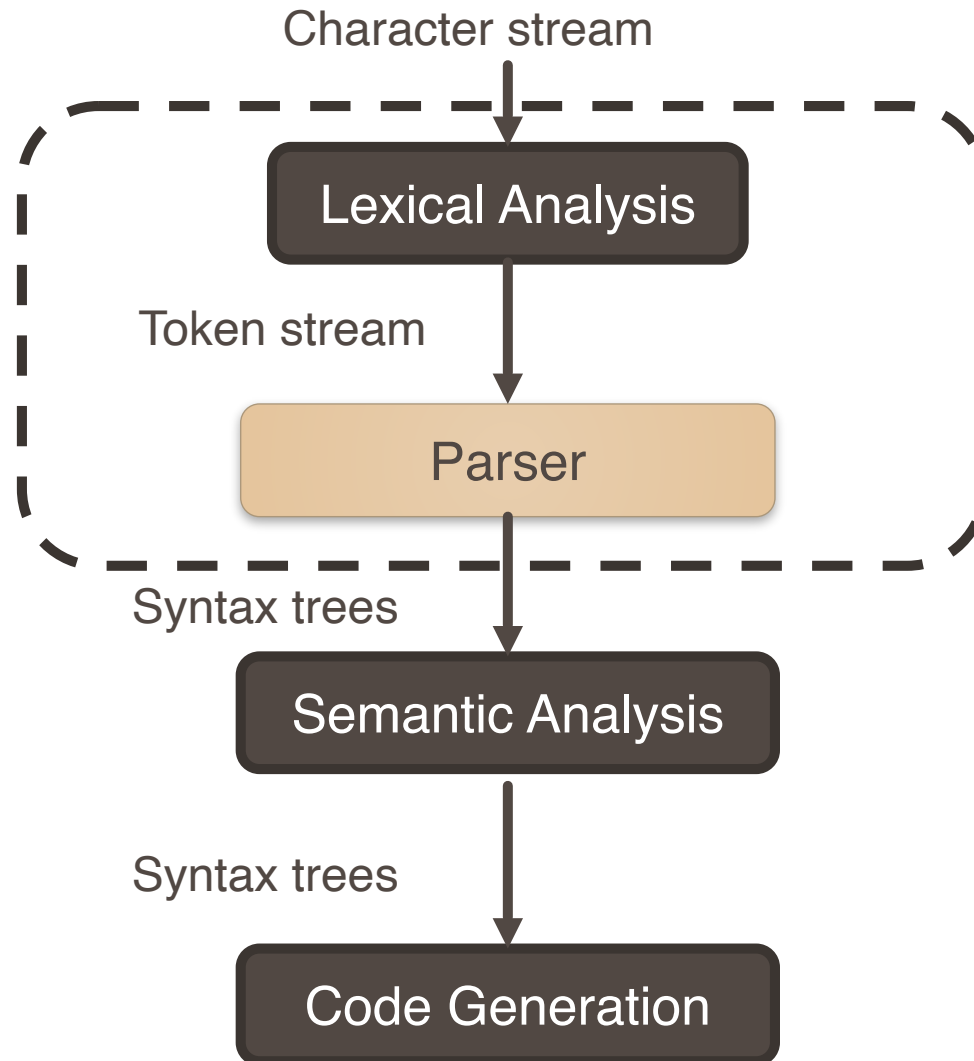 Character stream
Lexical Analysis
Token stream
Parser
Syntax trees
Semantic Analysis
Syntax trees
Code Generation